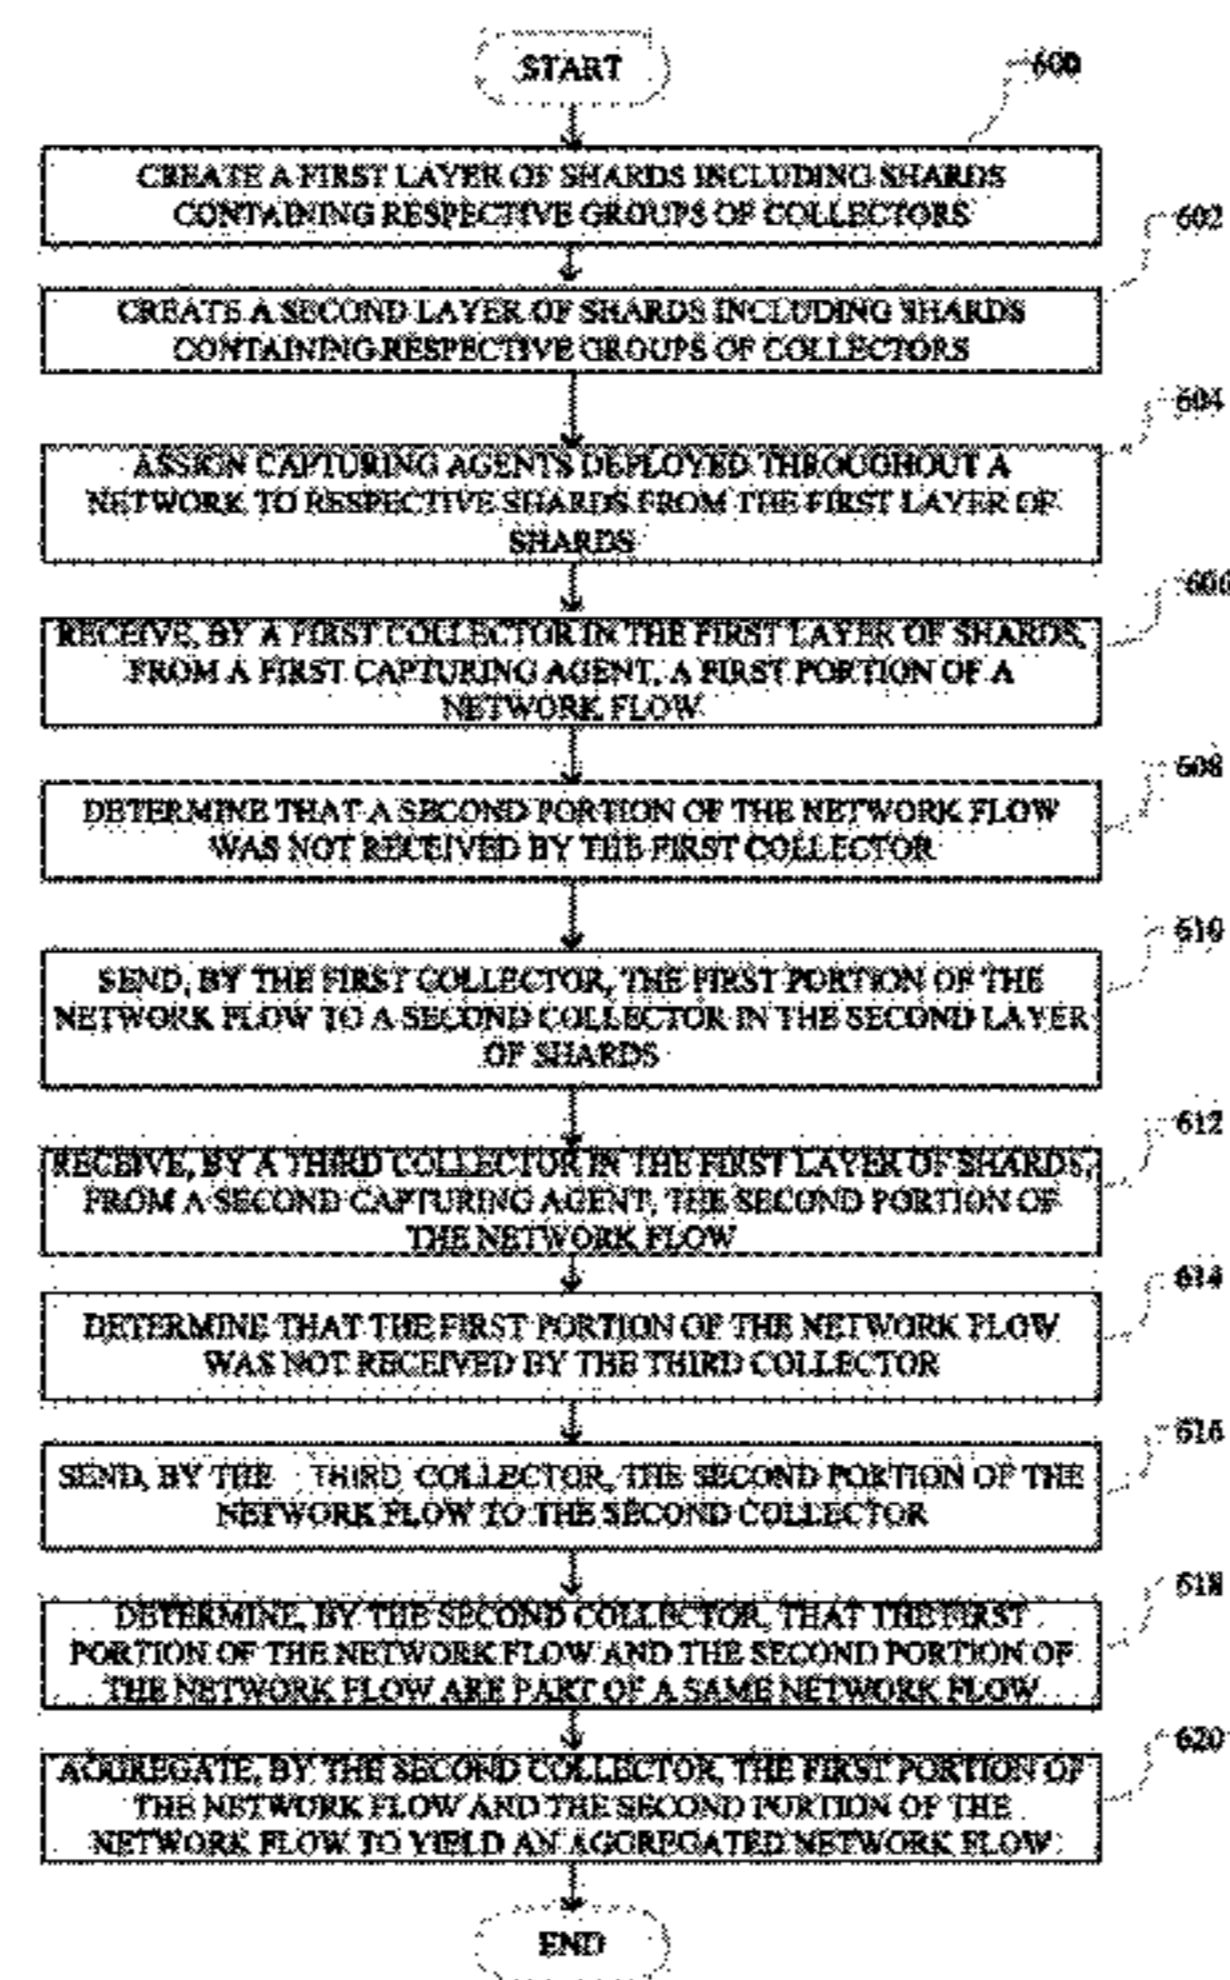 START
600
CREATE A FIRST LAYER OF SHARDS INCLUDING SHARDS
CONTAINING RESPECTIVE GROUPS OF COLLECTORS
602
CREATE A SECOND LAYER OF SHARDS INCLUDING SHARDS
CONTAINING RESPECTIVE GROUPS OF COLLECTORS
604
ASSIGN CAPTURING AGENTS DEPLOYED THROUGHOUT A
NETWORK TO RESPECTIVE SHARDS FROM THE FIRST LAYER OF
SHARDS
606
RECEIVE, BY A FIRST COLLECTOR IN THE FIRST LAYER OF SHARDS,
FROM A FIRST CAPTURING AGENT, A FIRST PORTION OF A
NETWORK FLOW
608
DETERMINE THAT A SECOND PORTION OF THE NETWORK FLOW
WAS NOT RECEIVED BY THE FIRST COLLECTOR
610
SEND, BY THE FIRST COLLECTOR, THE FIRST PORTION OF THE
NETWORK FLOW TO A SECOND COLLECTOR IN THE SECOND LAYER
OF SHARDS
612
RECEIVE, BY A THIRD COLLECTOR IN THE FIRST LAYER OF SHARDS,
FROM A SECOND CAPTURING AGENT, THE SECOND PORTION OF
THE NETWORK FLOW
614
DETERMINE THAT THE FIRST PORTION OF THE NETWORK FLOW
WAS NOT RECEIVED BY THE THIRD COLLECTOR
616
SEND, BY THE THIRD COLLECTOR, THE SECOND PORTION OF THE
NETWORK FLOW TO THE SECOND COLLECTOR
618
DETERMINE, BY THE SECOND COLLECTOR, THAT THE FIRST
PORTION OF THE NETWORK FLOW AND THE SECOND PORTION OF
THE NETWORK FLOW ARE PART OF A SAME NETWORK FLOW
620
AGGREGATE, BY THE SECOND COLLECTOR, THE FIRST PORTION OF
THE NETWORK FLOW AND THE SECOND PORTION OF THE
NETWORK FLOW TO YIELD AN AGGREGATED NETWORK FLOW
END